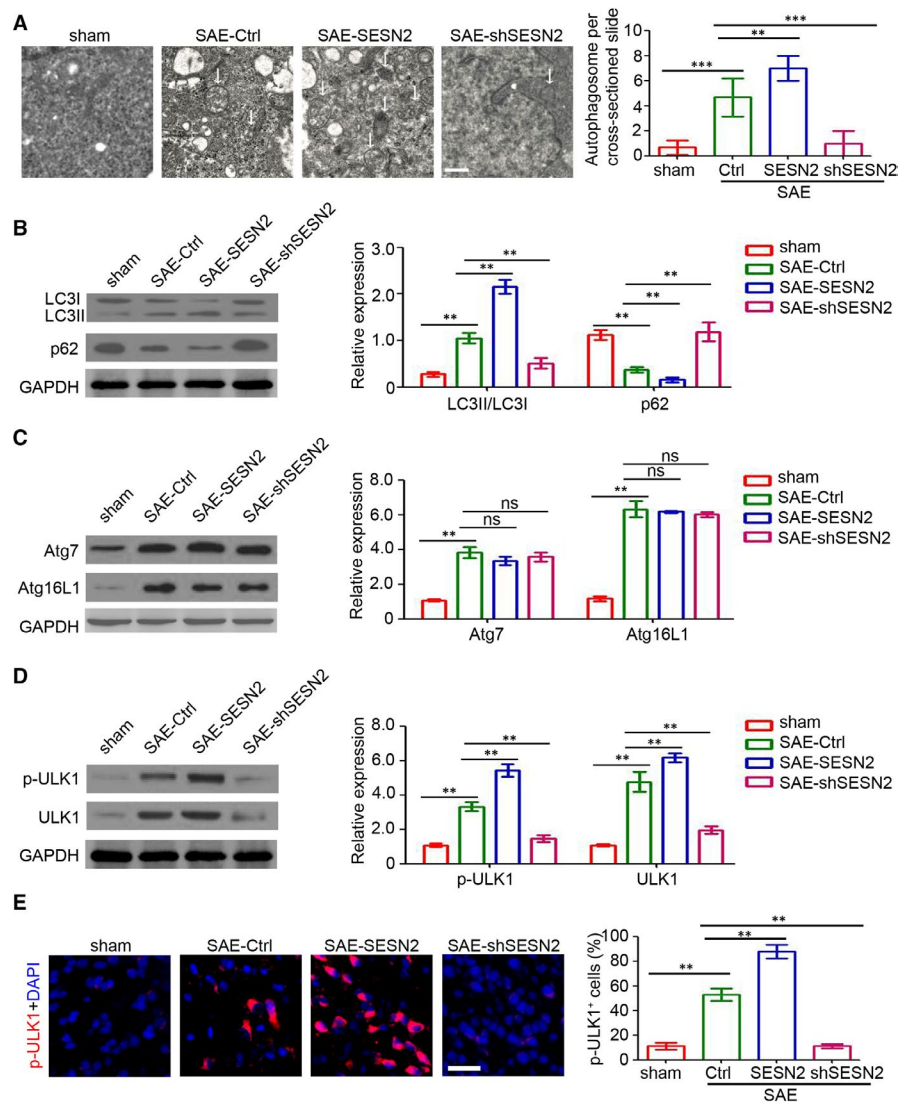 A
sham
SAE-Ctrl
SAE-SESN2
SAE-shSESN2
Autophagosome per
cross-sectioned slide
10
8
6
4
2
0
***
**
***
sham
Ctrl
SESN2
shSESN2
SAE
B
sham
SAE-Ctrl
SAE-SESN2
SAE-shSESN2
LC3I
LC3II
p62
GAPDH
Relative expression
3.0
2.0
1.0
0
**
**
**
**
**
**
LC3II/LC3I
p62
sham
SAE-Ctrl
SAE-SESN2
SAE-shSESN2
C
sham
SAE-Ctrl
SAE-SESN2
SAE-shSESN2
Atg7
Atg16L1
GAPDH
Relative expression
8.0
6.0
4.0
2.0
0
ns
ns
**
ns
ns
**
Atg7
Atg16L1
sham
SAE-Ctrl
SAE-SESN2
SAE-shSESN2
D
sham
SAE-Ctrl
SAE-SESN2
SAE-shSESN2
p-ULK1
ULK1
GAPDH
Relative expression
8.0
6.0
4.0
2.0
0
**
**
**
**
**
**
p-ULK1
ULK1
sham
SAE-Ctrl
SAE-SESN2
SAE-shSESN2
E
sham
SAE-Ctrl
SAE-SESN2
SAE-shSESN2
p-ULK1+DAPI
p-ULK1⁺ cells (%)
100
80
60
40
20
0
**
**
**
sham
Ctrl
SESN2
shSESN2
SAE